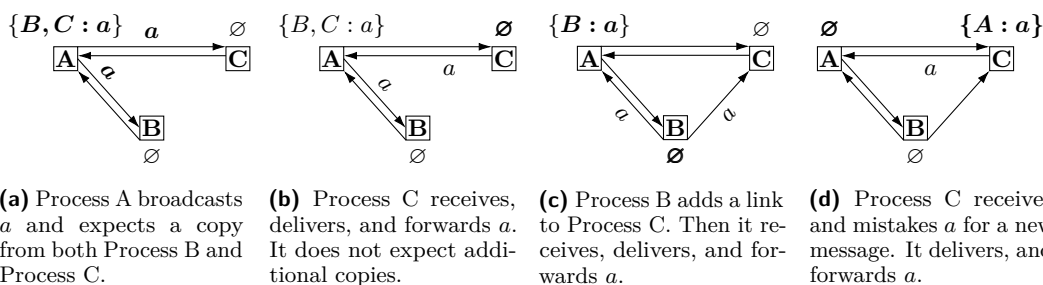 {B, C : a}
a
A
C
∅
a
B
∅
{B, C : a}
∅
A
C
a
a
B
∅
{B : a}
∅
A
C
a
a
B
∅
∅
{A : a}
A
C
a
B
∅
(a) Process A broadcasts
a and expects a copy
from both Process B and
Process C.
(b) Process C receives,
delivers, and forwards a.
It does not expect addi-
tional copies.
(c) Process B adds a link
to Process C. Then it re-
ceives, delivers, and for-
wards a.
(d) Process C receive
and mistakes a for a new
message. It delivers, and
forwards a.